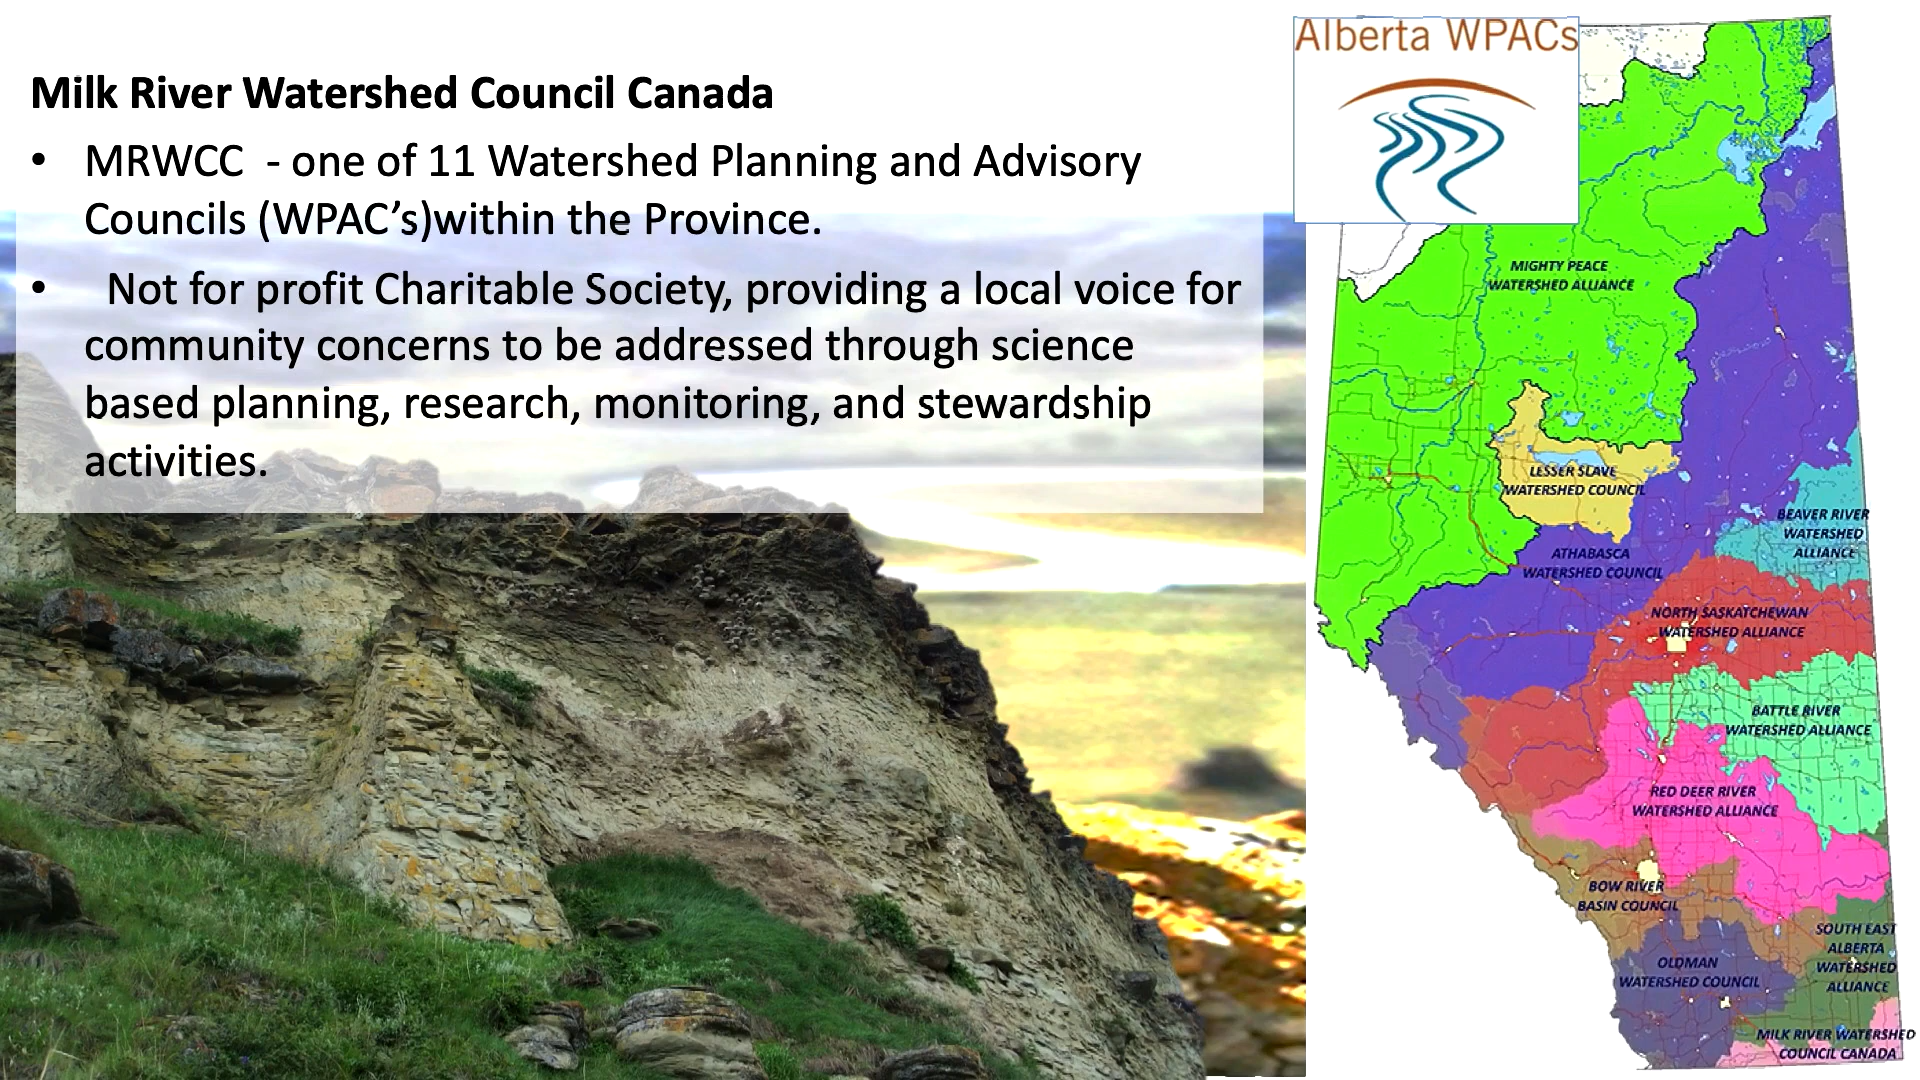 Milk River Watershed Council Canada
• MRWCC  - one of 11 Watershed Planning and Advisory
Councils (WPAC’s)within the Province.
• Not for profit Charitable Society, providing a local voice for
community concerns to be addressed through science
based planning, research, monitoring, and stewardship
activities.
Alberta WPACs
MIGHTY PEACE
WATERSHED ALLIANCE
LESSER SLAVE
WATERSHED COUNCIL
BEAVER RIVER
WATERSHED
ALLIANCE
ATHABASCA
WATERSHED COUNCIL
NORTH SASKATCHEWAN
WATERSHED ALLIANCE
BATTLE RIVER
WATERSHED ALLIANCE
RED DEER RIVER
WATERSHED ALLIANCE
BOW RIVER
BASIN COUNCIL
SOUTH EAST
ALBERTA
WATERSHED
ALLIANCE
OLDMAN
WATERSHED COUNCIL
MILK RIVER WATERSHED
COUNCIL CANADA